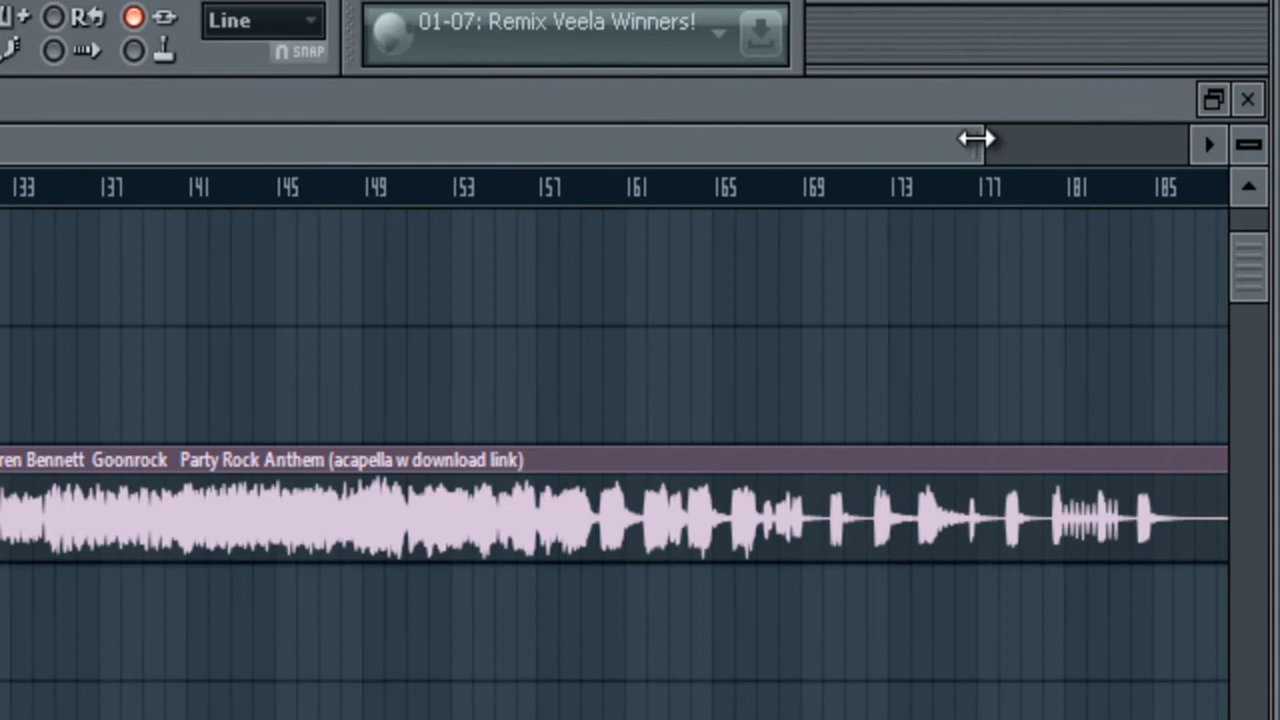 Line
SNAP
01-07: Remix Veela Winners!
133 137 141 145 149 153 157 161 165 169 173 177 181 185
ren Bennett Goonrock Party Rock Anthem (acapella w download link)